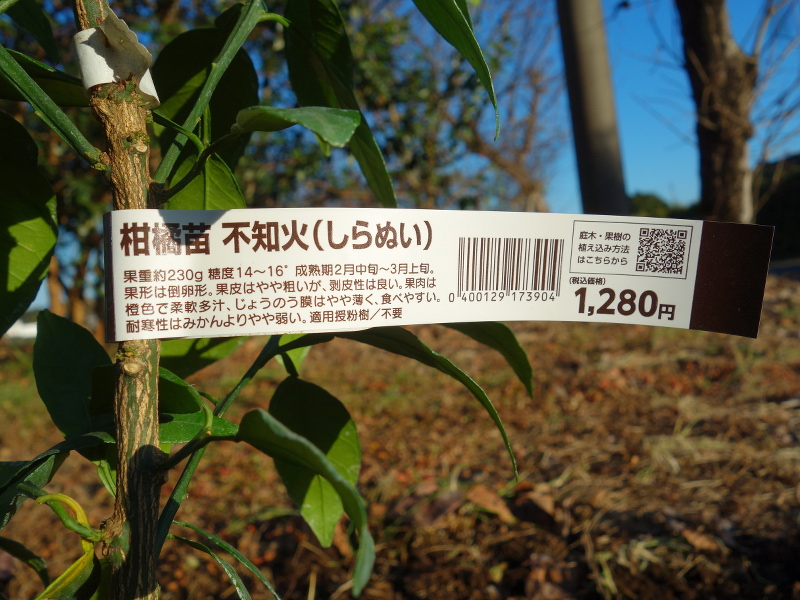 柑橘苗 不知火(しらぬい)
果重約230g 糖度14～16° 成熟期2月中旬～3月上旬。
果形は倒卵形。果皮はやや粗いが、剥皮性は良い。果肉は
橙色で柔軟多汁、じょうのう膜はやや薄く、食べやすい。
耐寒性はみかんよりやや弱い。適用授粉樹／不要
0 400129 173904
庭木・果樹の
植え込み方法
はこちらから
(税込価格)
1,280円